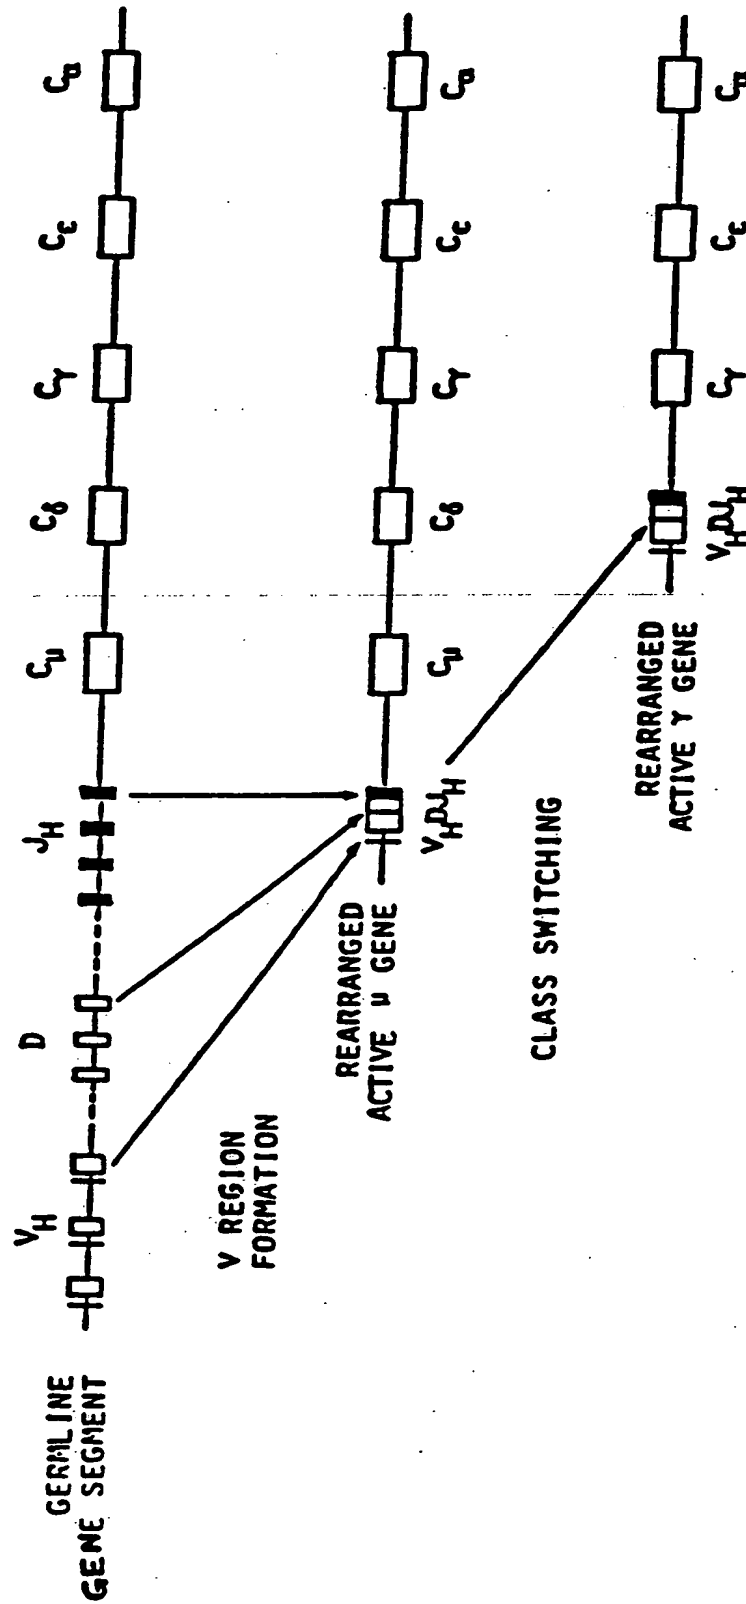 GERMLINE
GENE SEGMENT
V_H
D
J_H
C_μ
C_δ
C_γ
C_ε
C_α
V REGION
FORMATION
REARRANGED
ACTIVE μ GENE
V_HDJ_H
C_μ
C_δ
C_γ
C_ε
C_α
CLASS SWITCHING
REARRANGED
ACTIVE γ GENE
V_HDJ_H
C_γ
C_ε
C_α